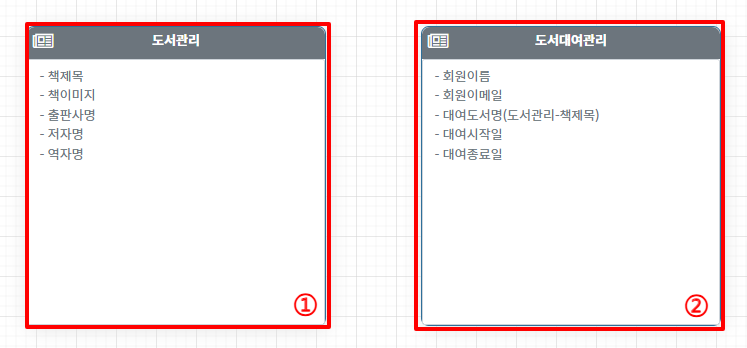 도서관리
- 책제목
- 책이미지
- 출판사명
- 저자명
- 역자명
①
도서대여관리
- 회원이름
- 회원이메일
- 대여도서명(도서관리-책제목)
- 대여시작일
- 대여종료일
②